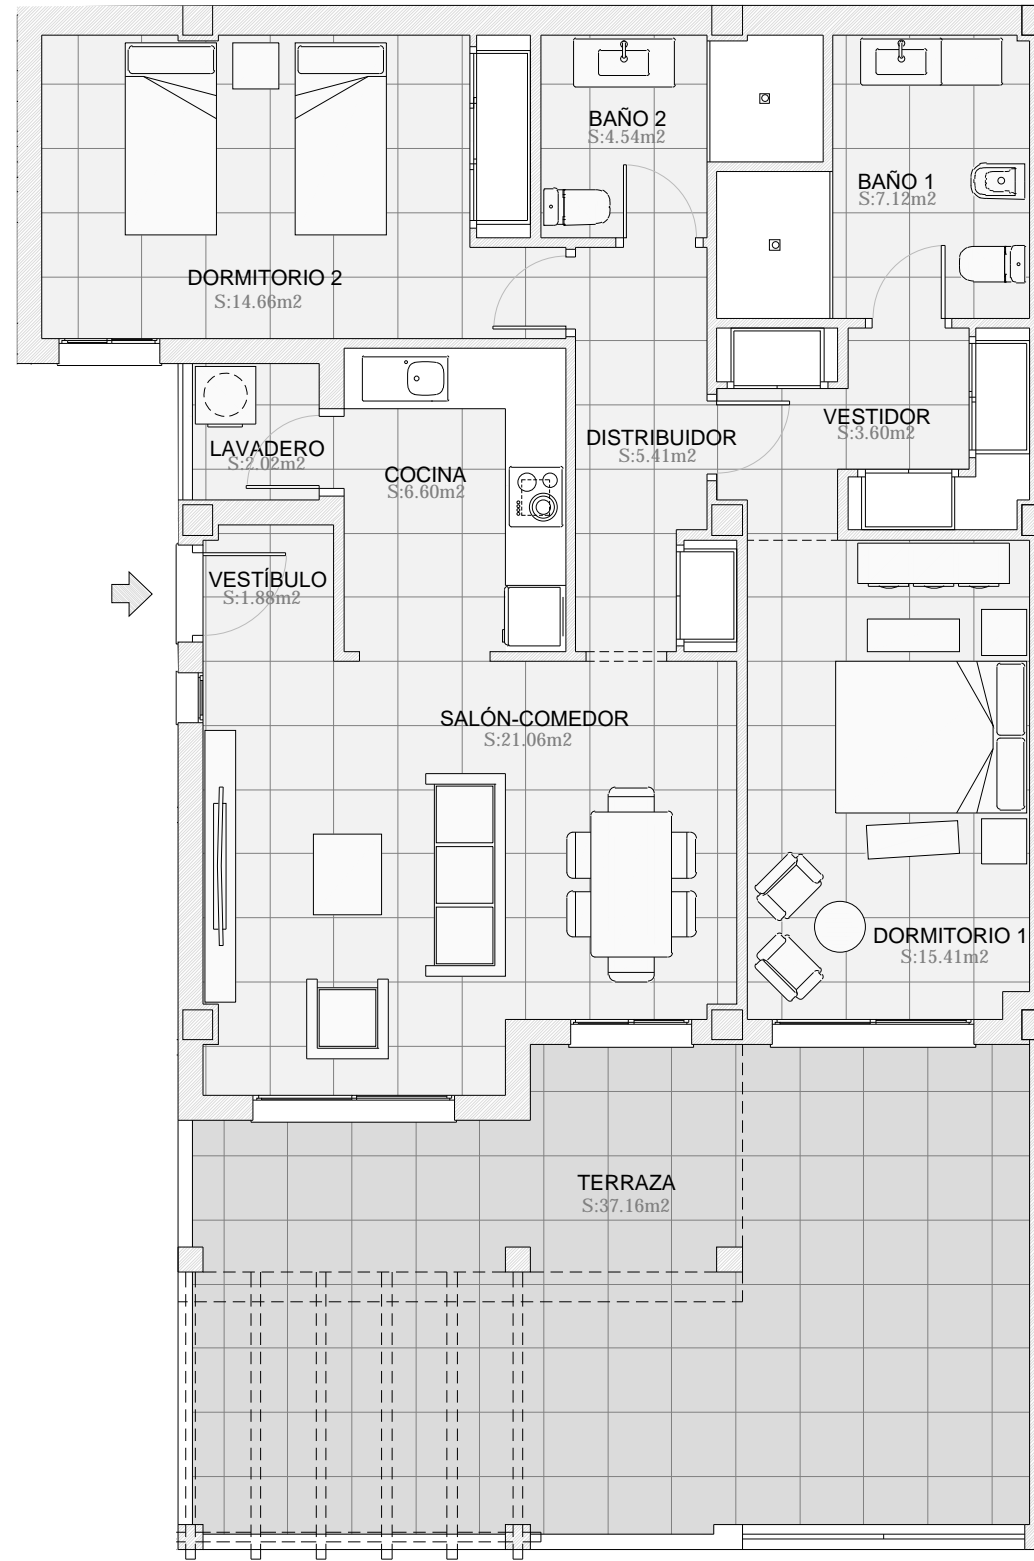 BAÑO 2
S:4.54m2
BAÑO 1
S:7.12m2
DORMITORIO 2
S:14.66m2
VESTIDOR
S:3.60m2
DISTRIBUIDOR
S:5.41m2
LAVADERO
S:2.02m2
COCINA
S:6.60m2
VESTÍBULO
S:1.88m2
SALÓN-COMEDOR
S:21.06m2
DORMITORIO 1
S:15.41m2
TERRAZA
S:37.16m2